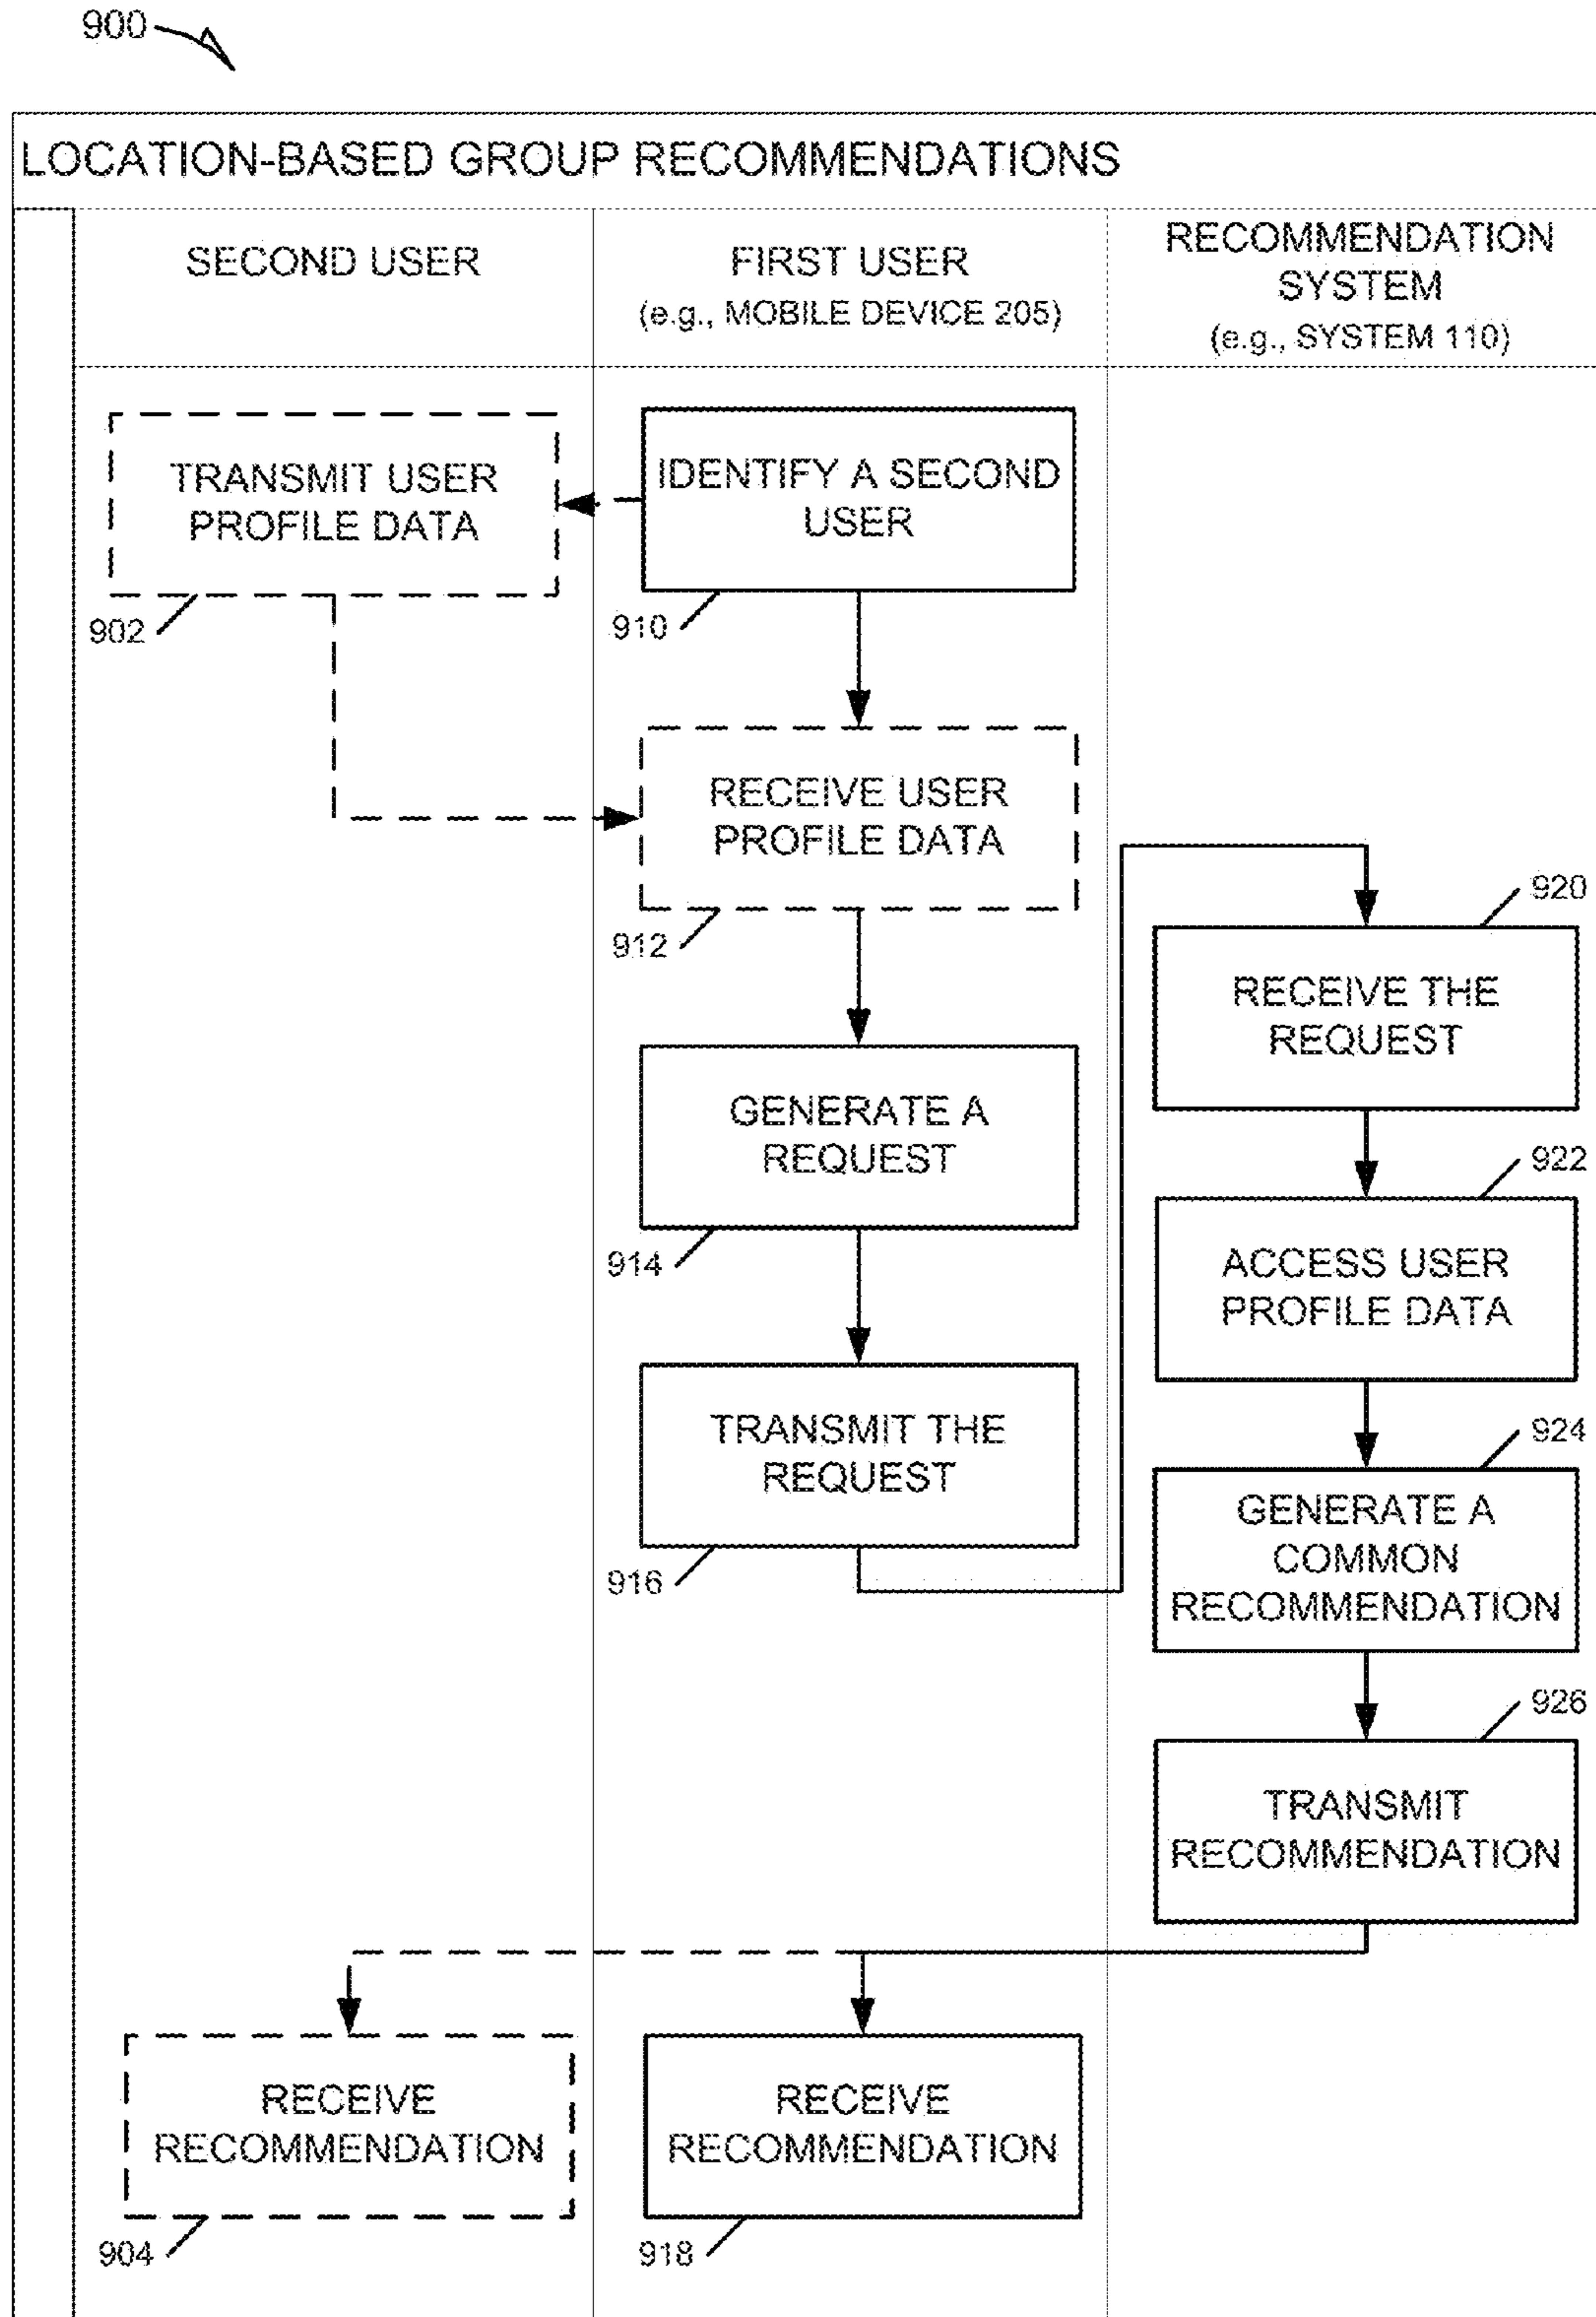 900
LOCATION-BASED GROUP RECOMMENDATIONS
SECOND USER
FIRST USER
(e.g., MOBILE DEVICE 205)
RECOMMENDATION
SYSTEM
(e.g., SYSTEM 110)
TRANSMIT USER
PROFILE DATA
902
IDENTIFY A SECOND
USER
910
RECEIVE USER
PROFILE DATA
912
GENERATE A
REQUEST
914
TRANSMIT THE
REQUEST
916
920
RECEIVE THE
REQUEST
922
ACCESS USER
PROFILE DATA
924
GENERATE A
COMMON
RECOMMENDATION
926
TRANSMIT
RECOMMENDATION
RECEIVE
RECOMMENDATION
904
RECEIVE
RECOMMENDATION
918